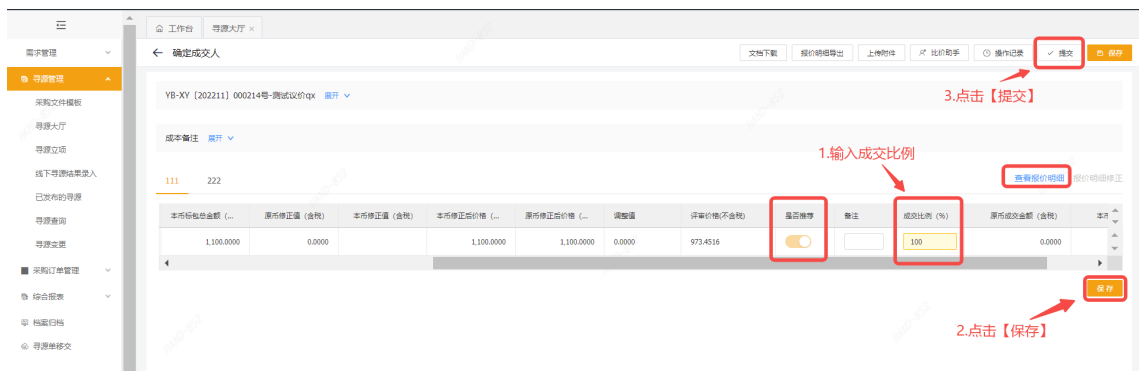 工作台 寻源大厅 ×
需求管理
← 确定成交人 文档下载 报价明细导出 上传附件 比价助手 操作记录 提交 保存
寻源管理
采购文件模板
YB-XY〔202211〕000214号-测试议价qx 展开
3.点击【提交】
寻源大厅
成本备注 展开
寻源立项
1.输入成交比例
线下寻源结果录入
111 222 查看报价明细 报价明细修正
已发布的寻源
寻源查询
本币标包总金额 (... 原币修正值 (含税) 本币修正值 (含税) 本币修正后价格 (... 原币修正后价格 (... 调整值 评审价格(不含税) 是否推荐 备注 成交比例 (%) 原币成交金额 (含税) 本币
寻源变更
1,100.0000 0.0000 1,100.0000 1,100.0000 0.0000 973.4516 100 0.0000
采购订单管理
综合报表
保存
档案归档
2.点击【保存】
寻源单移交